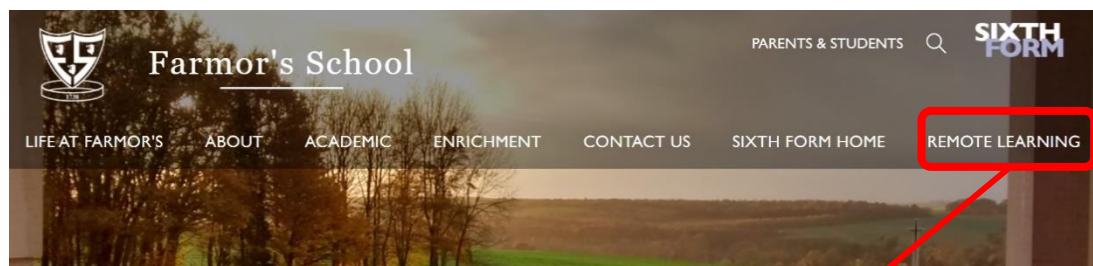 PARENTS & STUDENTS
SIXTH
FORM
Farmor's School
LIFE AT FARMOR'S ABOUT ACADEMIC ENRICHMENT CONTACT US SIXTH FORM HOME REMOTE LEARNING